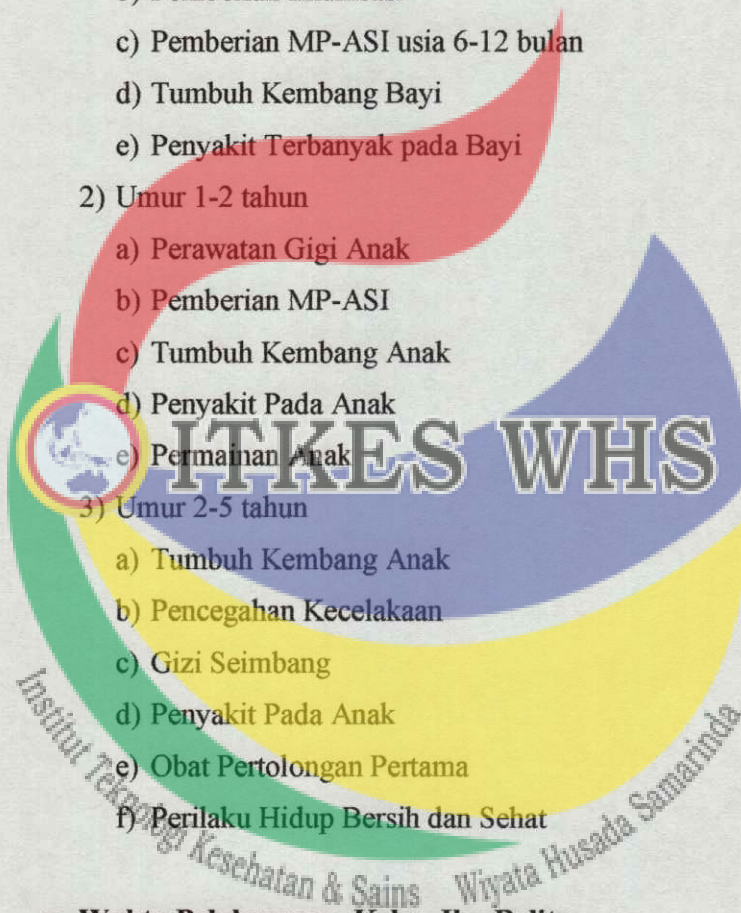 c) Pemberian MP-ASI usia 6-12 bulan
d) Tumbuh Kembang Bayi
e) Penyakit Terbanyak pada Bayi
2) Umur 1-2 tahun
a) Perawatan Gigi Anak
b) Pemberian MP-ASI
c) Tumbuh Kembang Anak
d) Penyakit Pada Anak
ITKES WHS
e) Permainan Anak
3) Umur 2-5 tahun
a) Tumbuh Kembang Anak
b) Pencegahan Kecelakaan
c) Gizi Seimbang
d) Penyakit Pada Anak
e) Obat Pertolongan Pertama
f) Perilaku Hidup Bersih dan Sehat
Institut Teknologi Kesehatan & Sains Wiyata Husada Samarinda